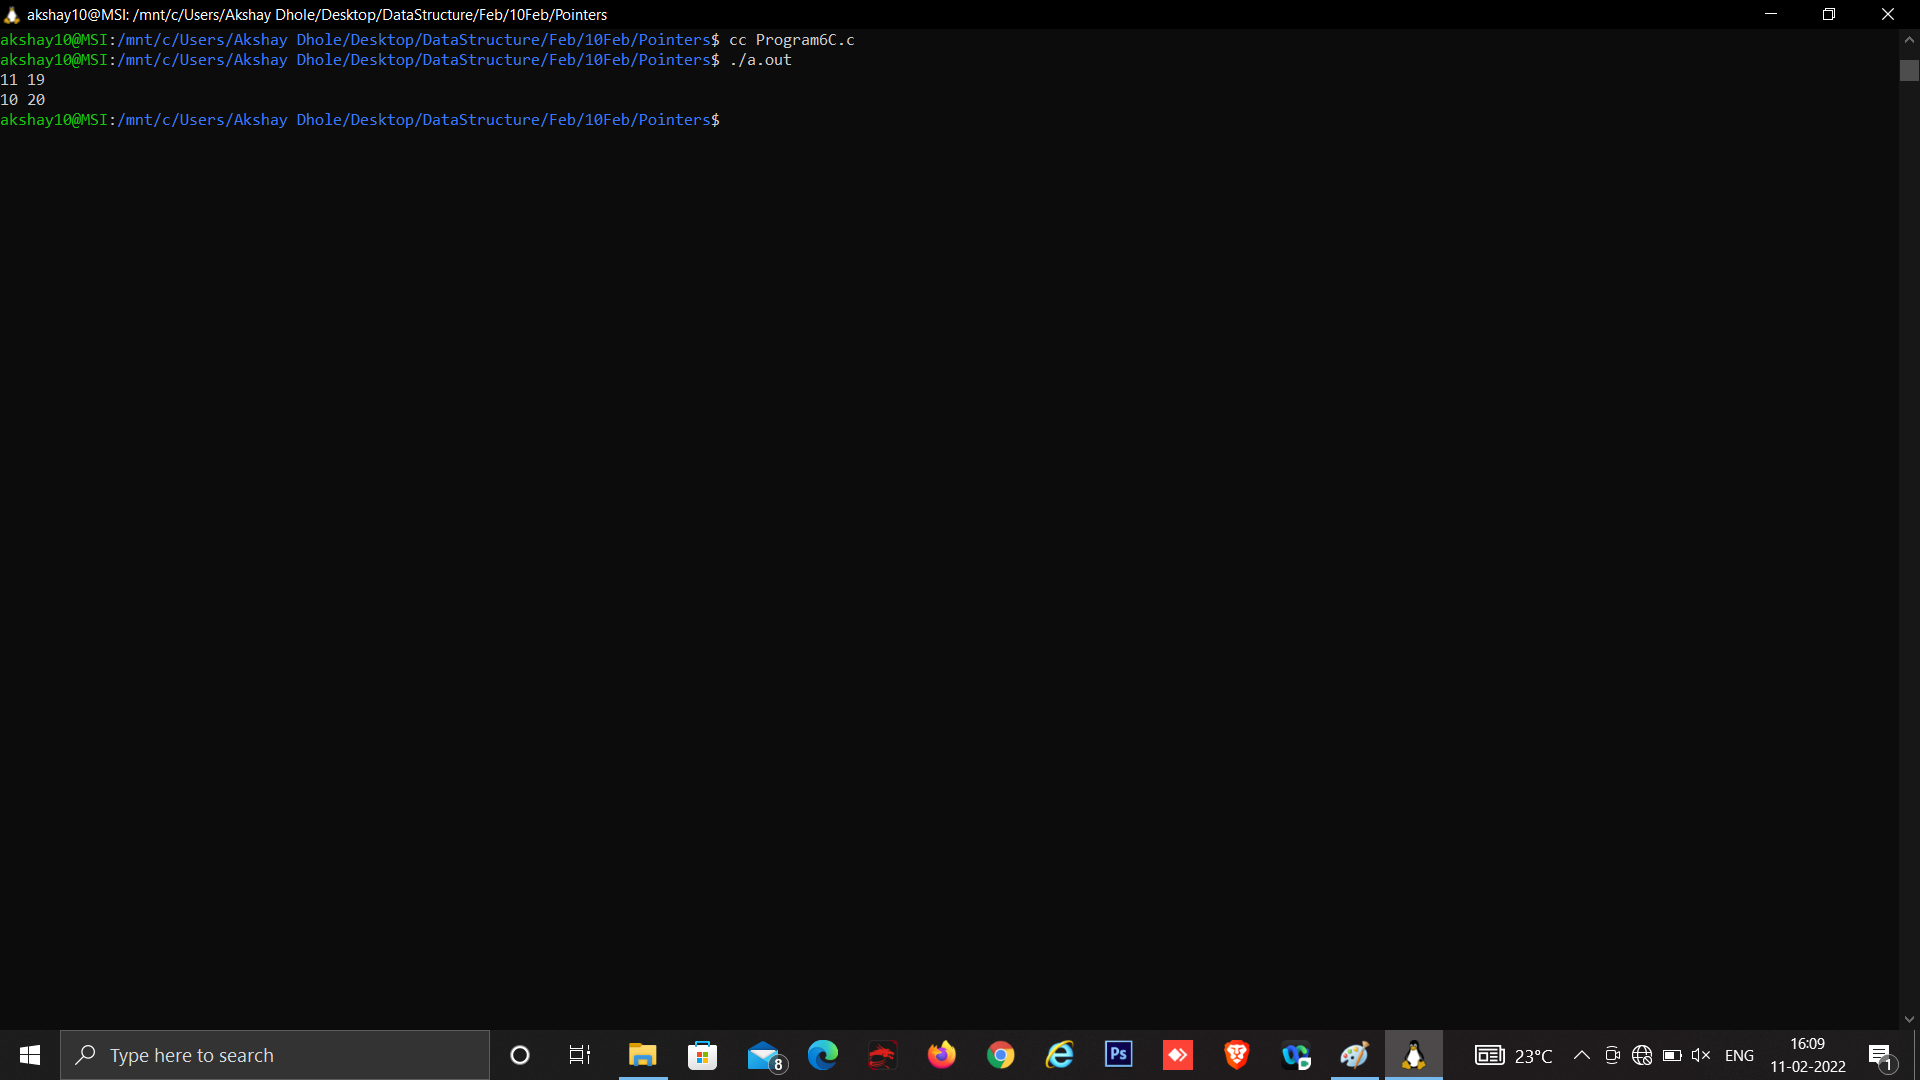 akshay10@MSI: /mnt/c/Users/Akshay Dhole/Desktop/DataStructure/Feb/10Feb/Pointers
akshay10@MSI:/mnt/c/Users/Akshay Dhole/Desktop/DataStructure/Feb/10Feb/Pointers$ cc Program6C.c
akshay10@MSI:/mnt/c/Users/Akshay Dhole/Desktop/DataStructure/Feb/10Feb/Pointers$ ./a.out
11 19
10 20
akshay10@MSI:/mnt/c/Users/Akshay Dhole/Desktop/DataStructure/Feb/10Feb/Pointers$
Type here to search
8
Ps
23°C
ENG
16:09
11-02-2022
1